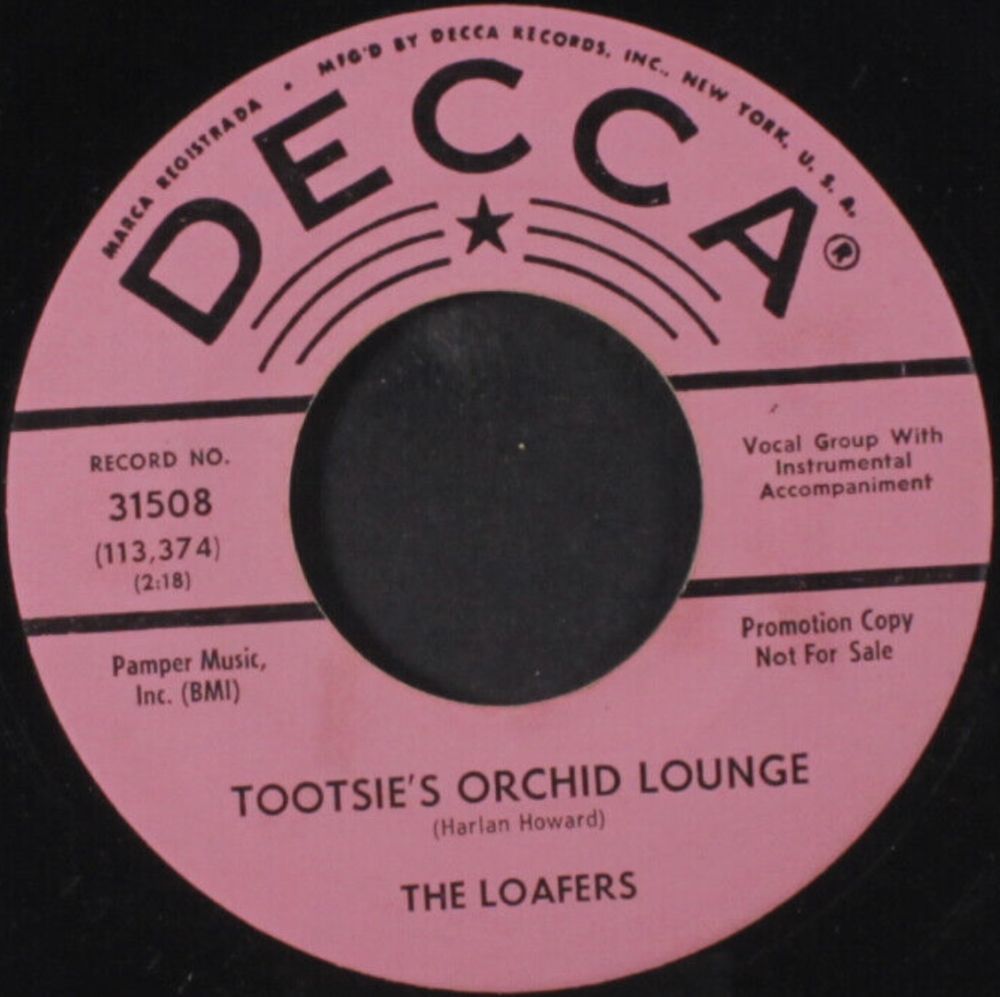 MARCA REGISTRADA • MFG'D BY DECCA RECORDS, INC., NEW YORK, U. S. A.
DECCA®
RECORD NO.
31508
(113,374)
(2:18)
Vocal Group With
Instrumental
Accompaniment
Pamper Music,
Inc. (BMI)
Promotion Copy
Not For Sale
TOOTSIE'S ORCHID LOUNGE
(Harlan Howard)
THE LOAFERS